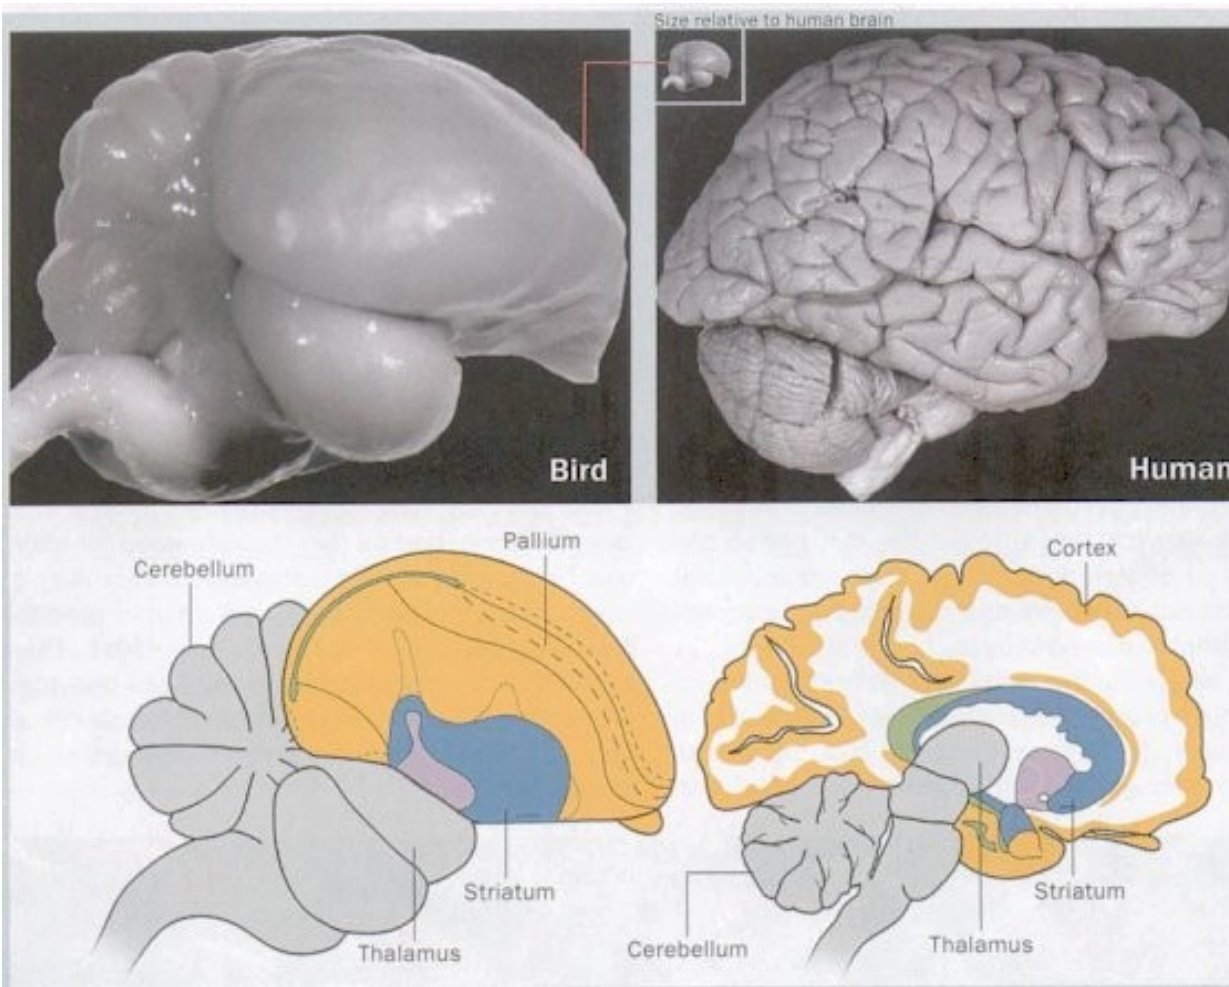 Size relative to human brain
Bird
Human
Pallium
Cerebellum
Cortex
Striatum
Thalamus
Striatum
Thalamus
Cerebellum